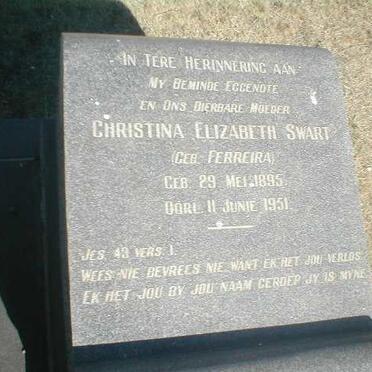 IN TERE HERINNERING AAN
MY BEMINDE EGGENOTE
EN ONS DIERBARE MOEDER
CHRISTINA ELIZABETH SWART
(GEB. FERREIRA)
GEB. 29 MEI 1895.
OORL. 11 JUNIE 1951.
JES. 43 VERS 1.
WEES NIE BEVREES NIE WANT EK HET JOU VERLOS
EK HET JOU BY JOU NAAM GEROEP JY IS MYNE